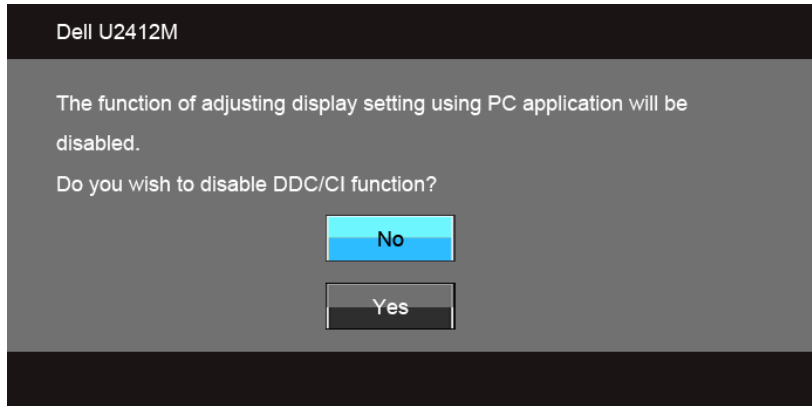 Dell U2412M
The function of adjusting display setting using PC application will be
disabled.
Do you wish to disable DDC/CI function?
No
Yes